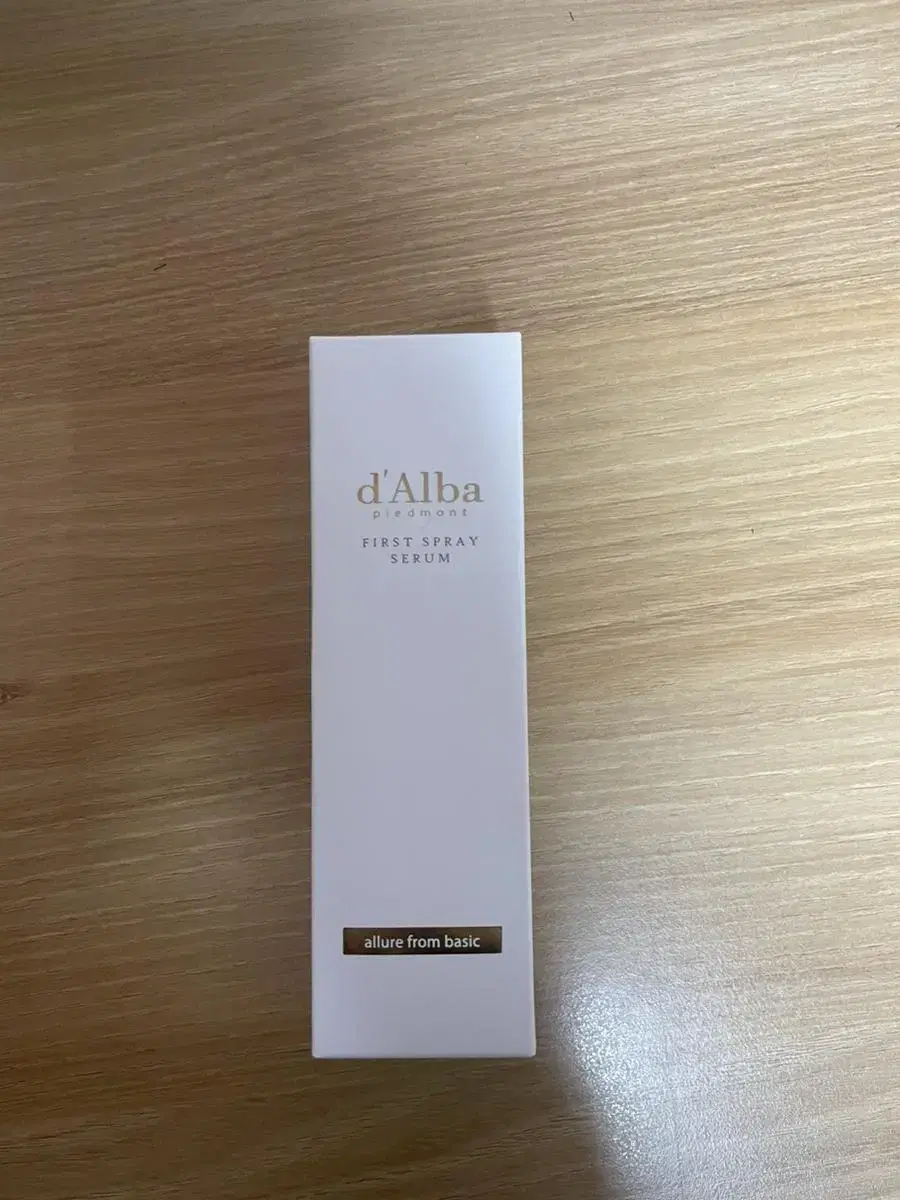 d'Alba
piedmont
FIRST SPRAY
SERUM
allure from basic